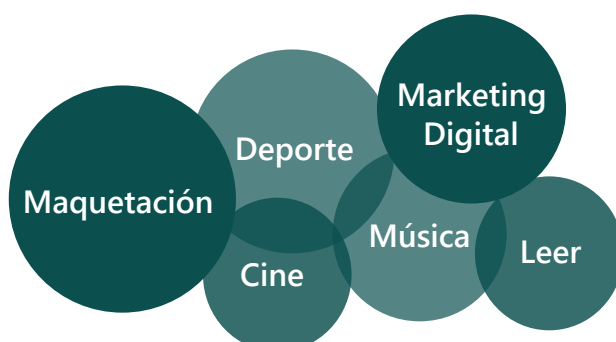 Marketing
Digital
Deporte
Maquetación
Música
Leer
Cine